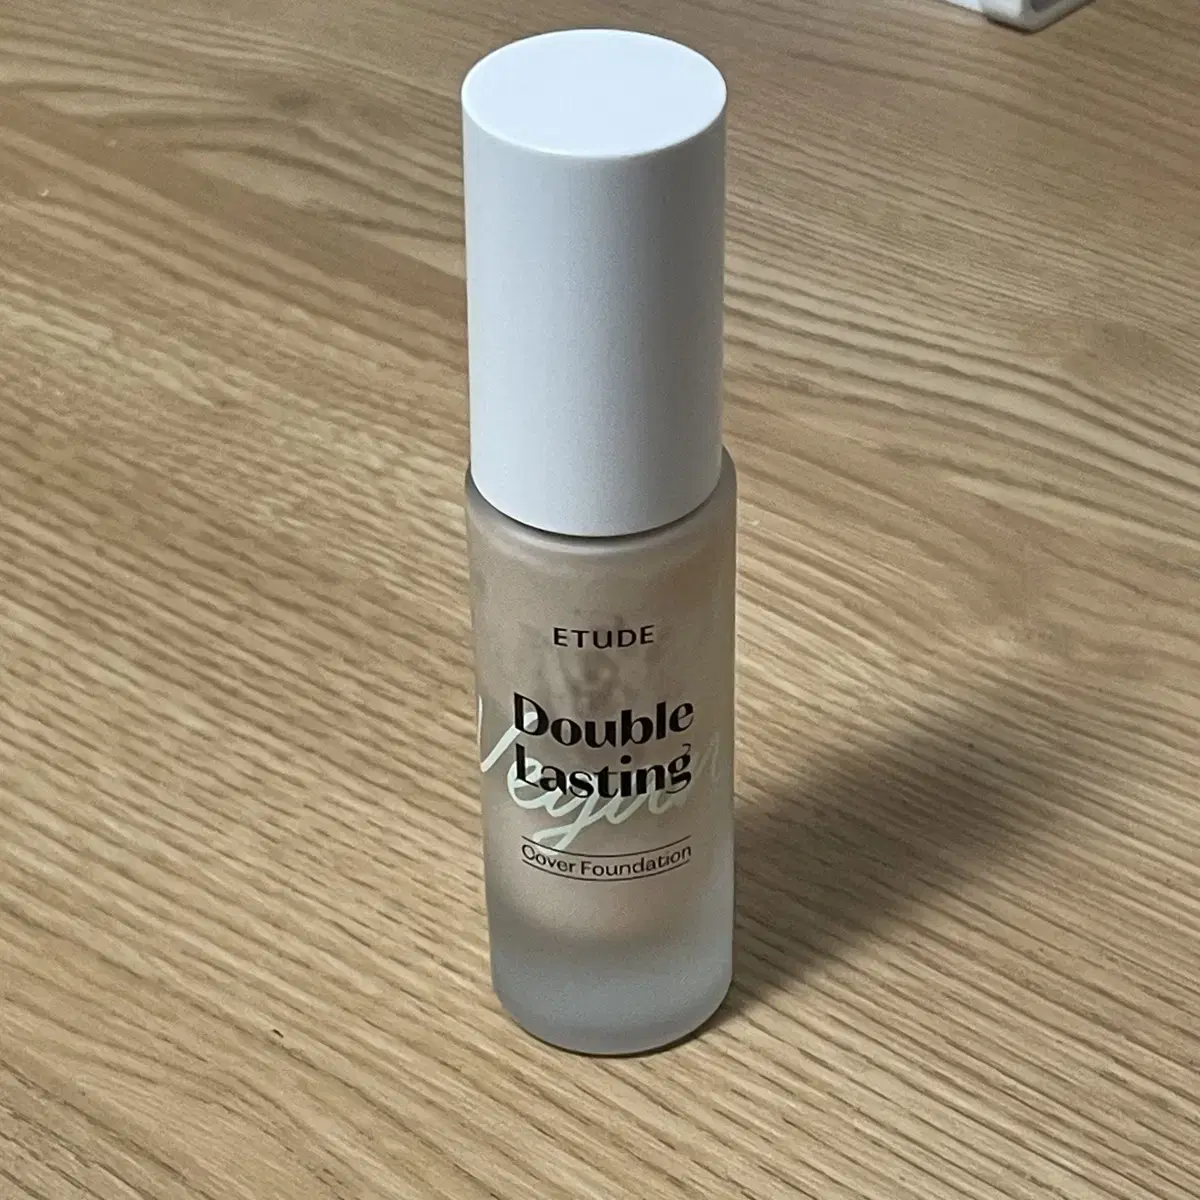 ETUDE
Double
Lasting
Vegan
Cover Foundation